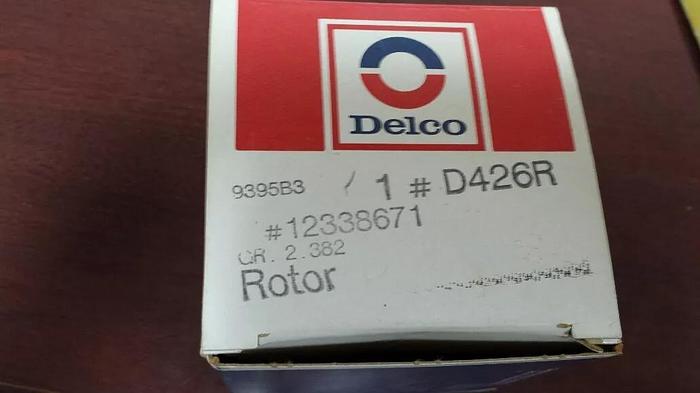 Delco
9395B3 / 1 # D426R
#12338671
GR. 2.382
Rotor